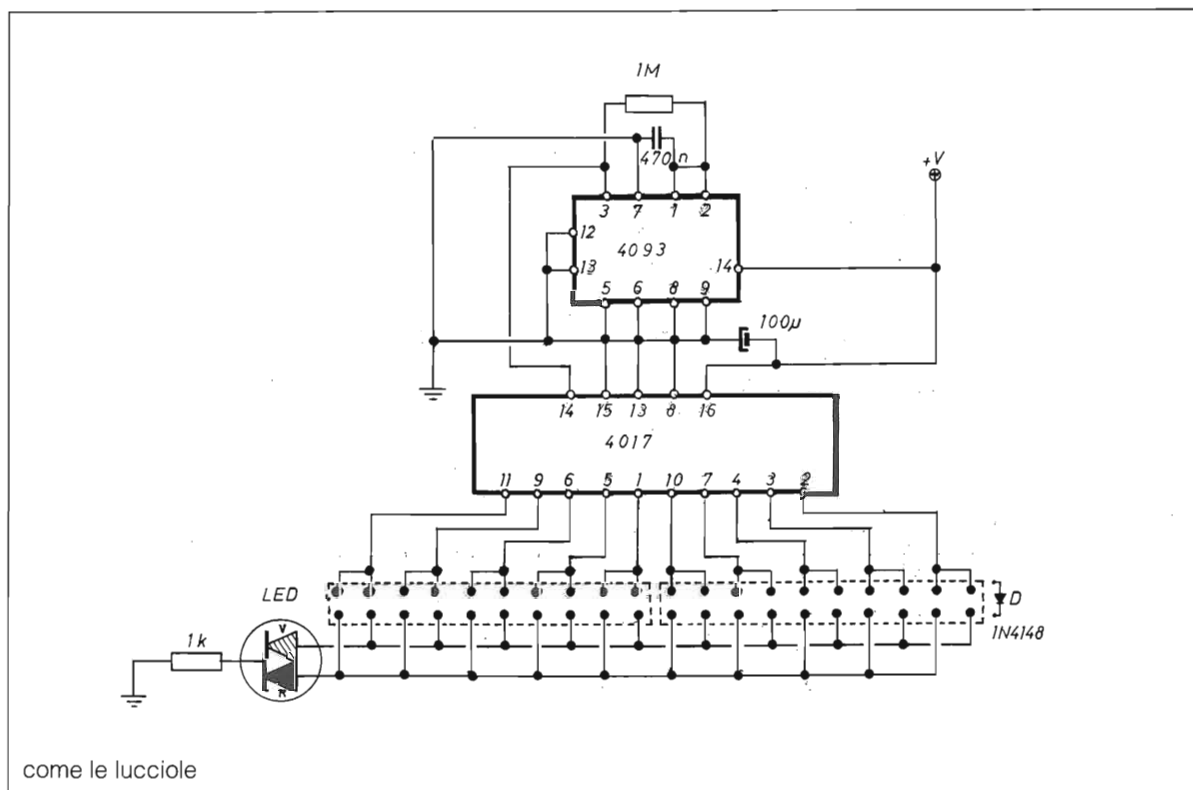 1M
470 n
+V
3 7 1 2
12
4093
13
14
5 6 8 9
100µ
14 15 13 8 16
4017
11 9 6 5 1 10 7 4 3 2
LED
D
1N4148
1k
V
R
come le lucciole